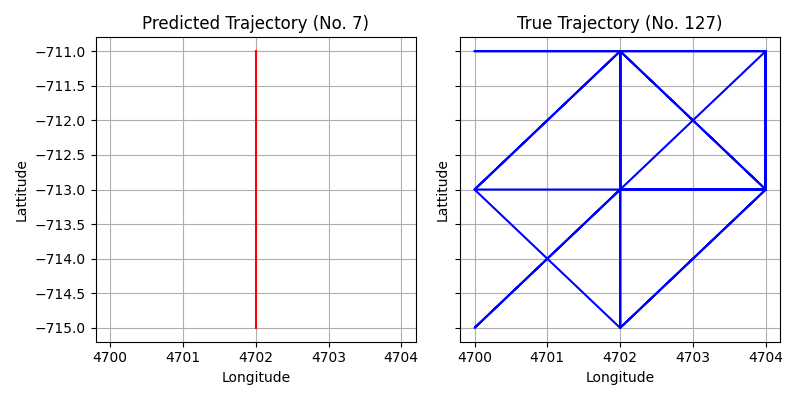 Predicted Trajectory (No. 7)
True Trajectory (No. 127)
Lattitude
−711.0
−711.5
−712.0
−712.5
−713.0
−713.5
−714.0
−714.5
−715.0
4700 4701 4702 4703 4704
Longitude
Lattitude
4700 4701 4702 4703 4704
Longitude